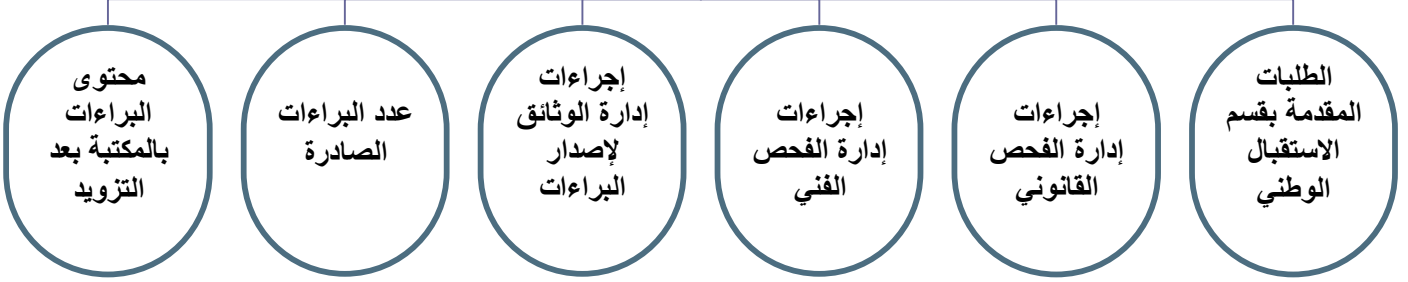 الطلبات
المقدمة بقسم
الاستقبال
الوطني
إجراءات
إدارة الفحص
القانوني
إجراءات
إدارة الفحص
الفني
إجراءات
إدارة الوثائق
لإصدار
البراءات
عدد البراءات
الصادرة
محتوى
البراءات
بالمكتبة بعد
التزويد